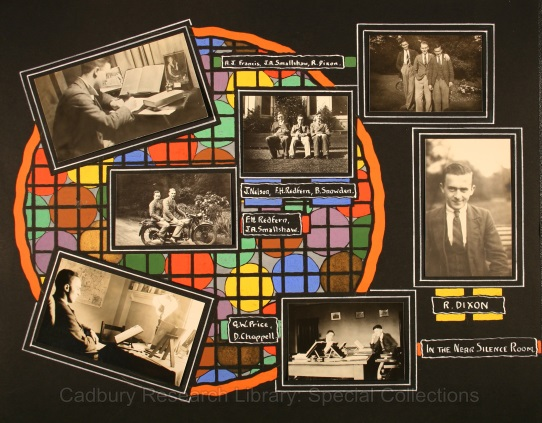 R.J. Francis, J.A. Smallshaw, R. Dixon.
J. Nelson, F.H. Redfern, B. Snowden.
F.H. Redfern,
J.A. Smallshaw.
R. DIXON
G.W. Price,
D. Chappell
IN THE NEAR SILENCE ROOM.
Cadbury Research Library: Special Collections